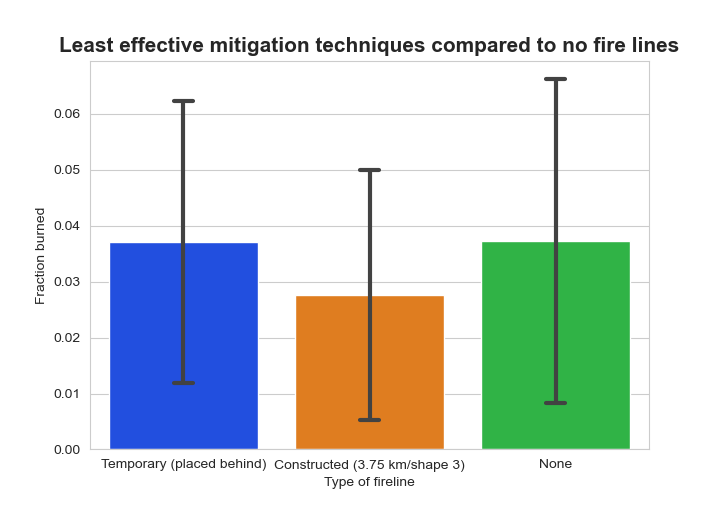 Least effective mitigation techniques compared to no fire lines
Fraction burned
0.06
0.05
0.04
0.03
0.02
0.01
0.00
Temporary (placed behind) Constructed (3.75 km/shape 3) None
Type of fireline